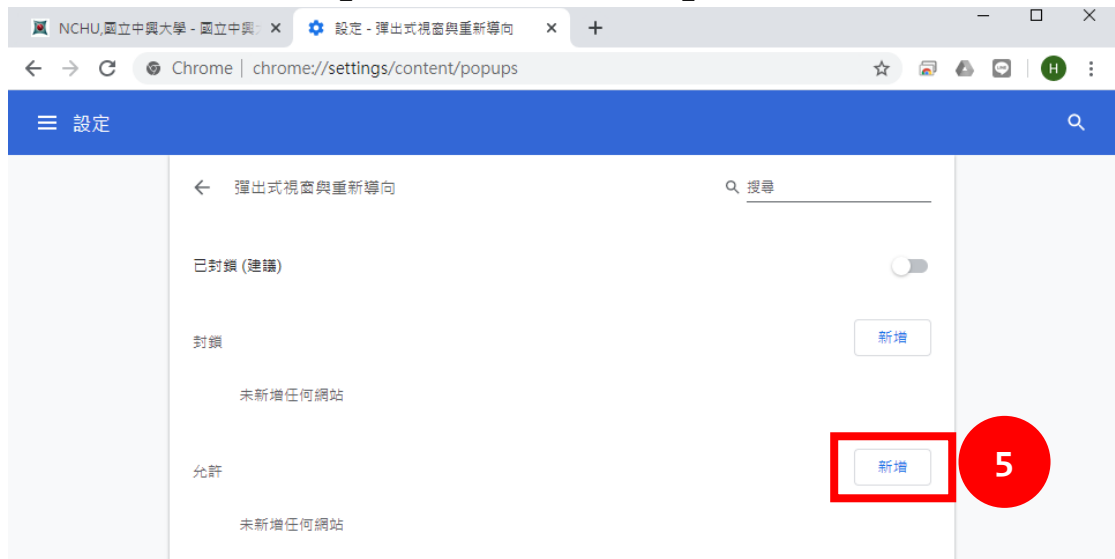 NCHU,國立中興大學 - 國立中興
設定 - 彈出式視窗與重新導向
Chrome | chrome://settings/content/popups
H
設定
彈出式視窗與重新導向
搜尋
已封鎖 (建議)
封鎖
新增
未新增任何網站
允許
新增
5
未新增任何網站